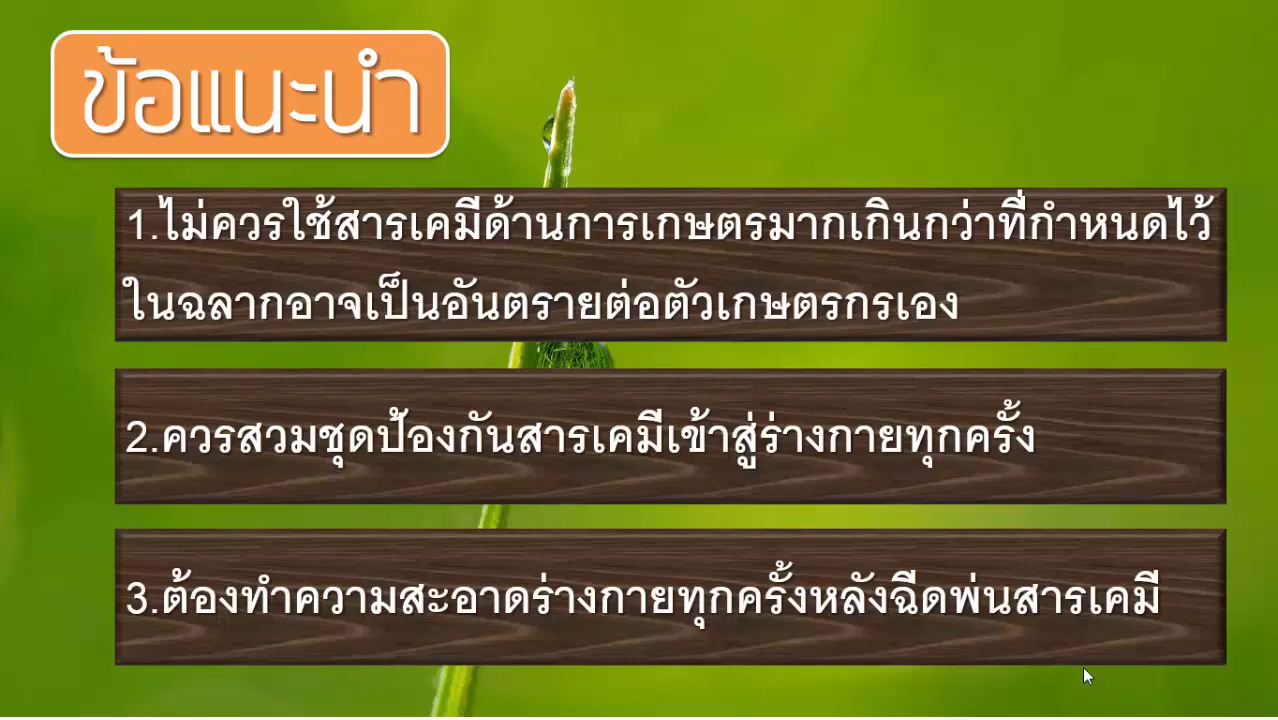 ข้อแนะนำ
1.ไม่ควรใช้สารเคมีด้านการเกษตรมากเกินกว่าที่กำหนดไว้
ในฉลากอาจเป็นอันตรายต่อตัวเกษตรกรเอง
2.ควรสวมชุดป้องกันสารเคมีเข้าสู่ร่างกายทุกครั้ง
3.ต้องทำความสะอาดร่างกายทุกครั้งหลังฉีดพ่นสารเคมี